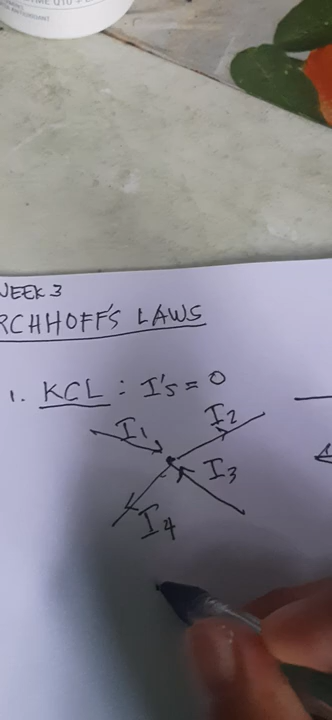 WEEK 3
RCHHOFF'S LAWS
1. KCL : I's = 0
I1
I2
I3
I4